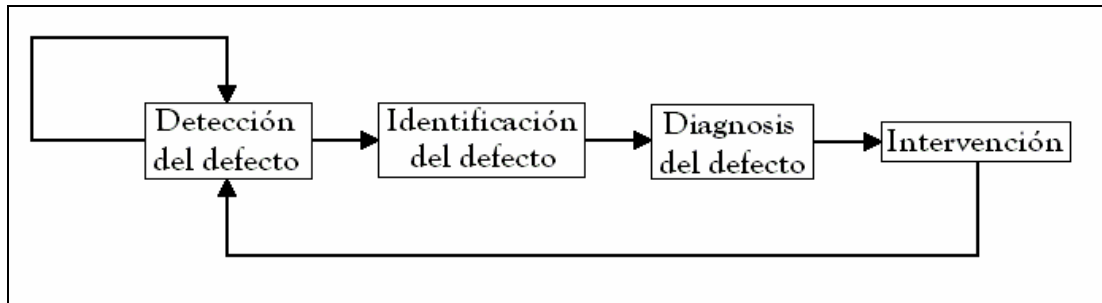 Detección
del defecto
Identificación
del defecto
Diagnosis
del defecto
Intervención